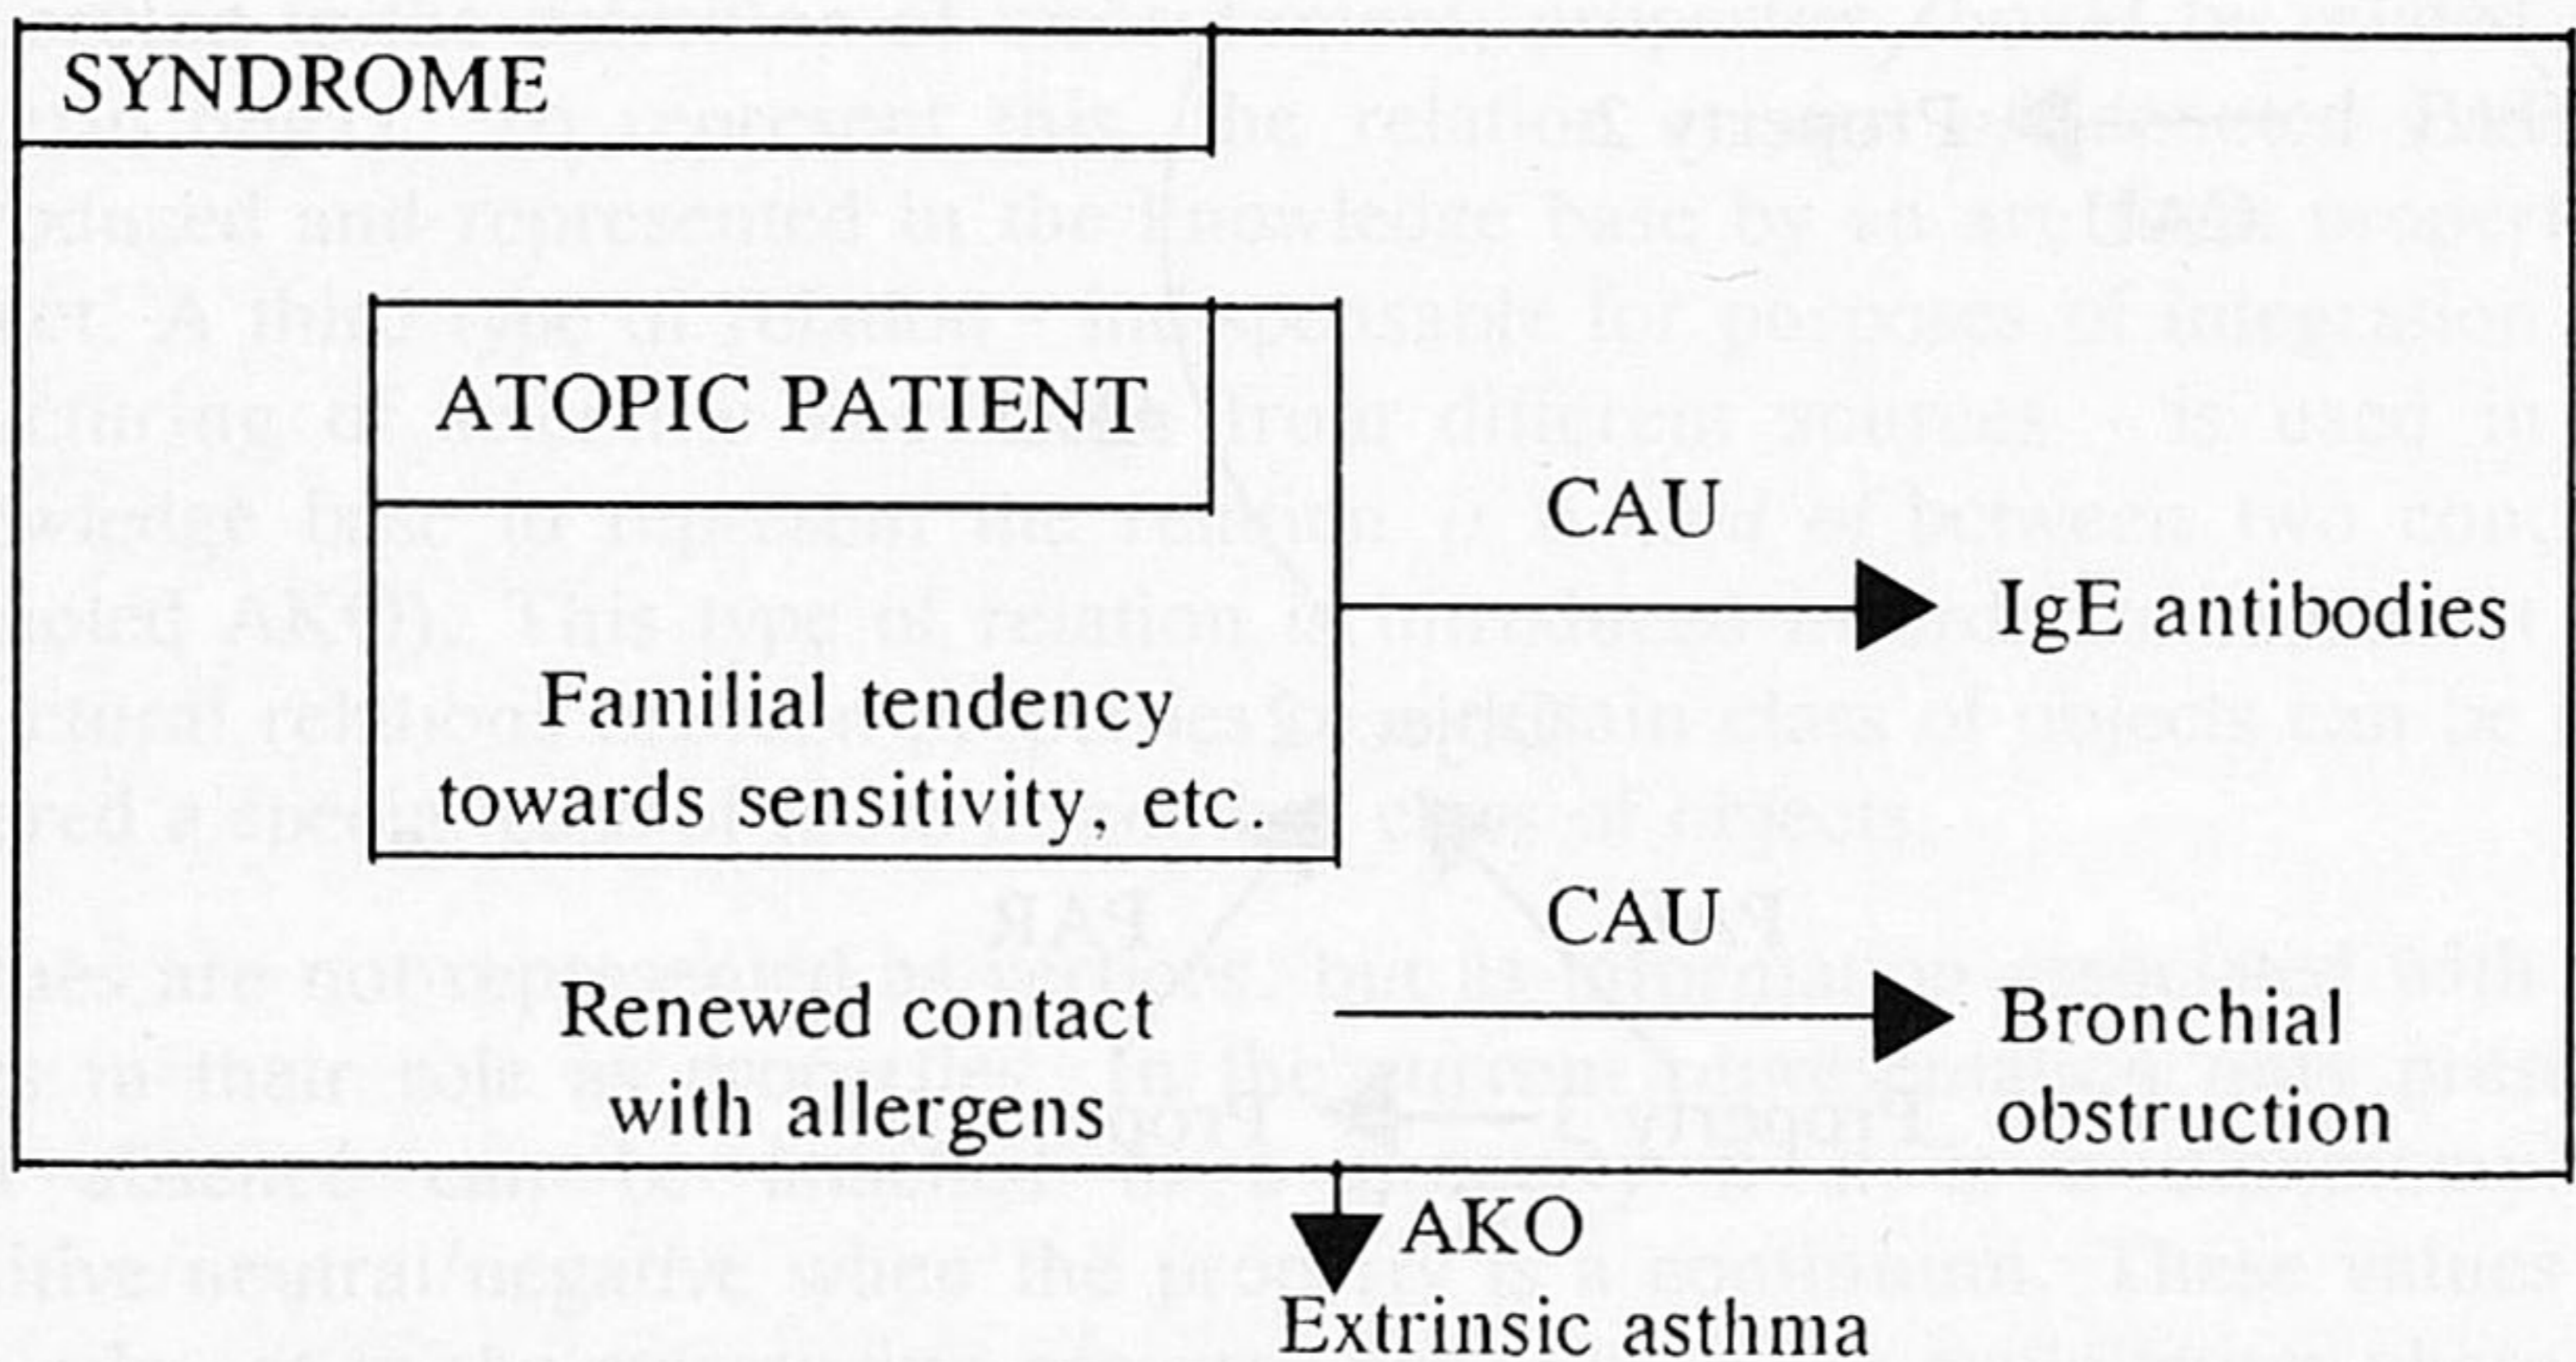 SYNDROME
ATOPIC PATIENT
CAU
IgE antibodies
Familial tendency
towards sensitivity, etc.
CAU
Renewed contact
with allergens
Bronchial
obstruction
AKO
Extrinsic asthma